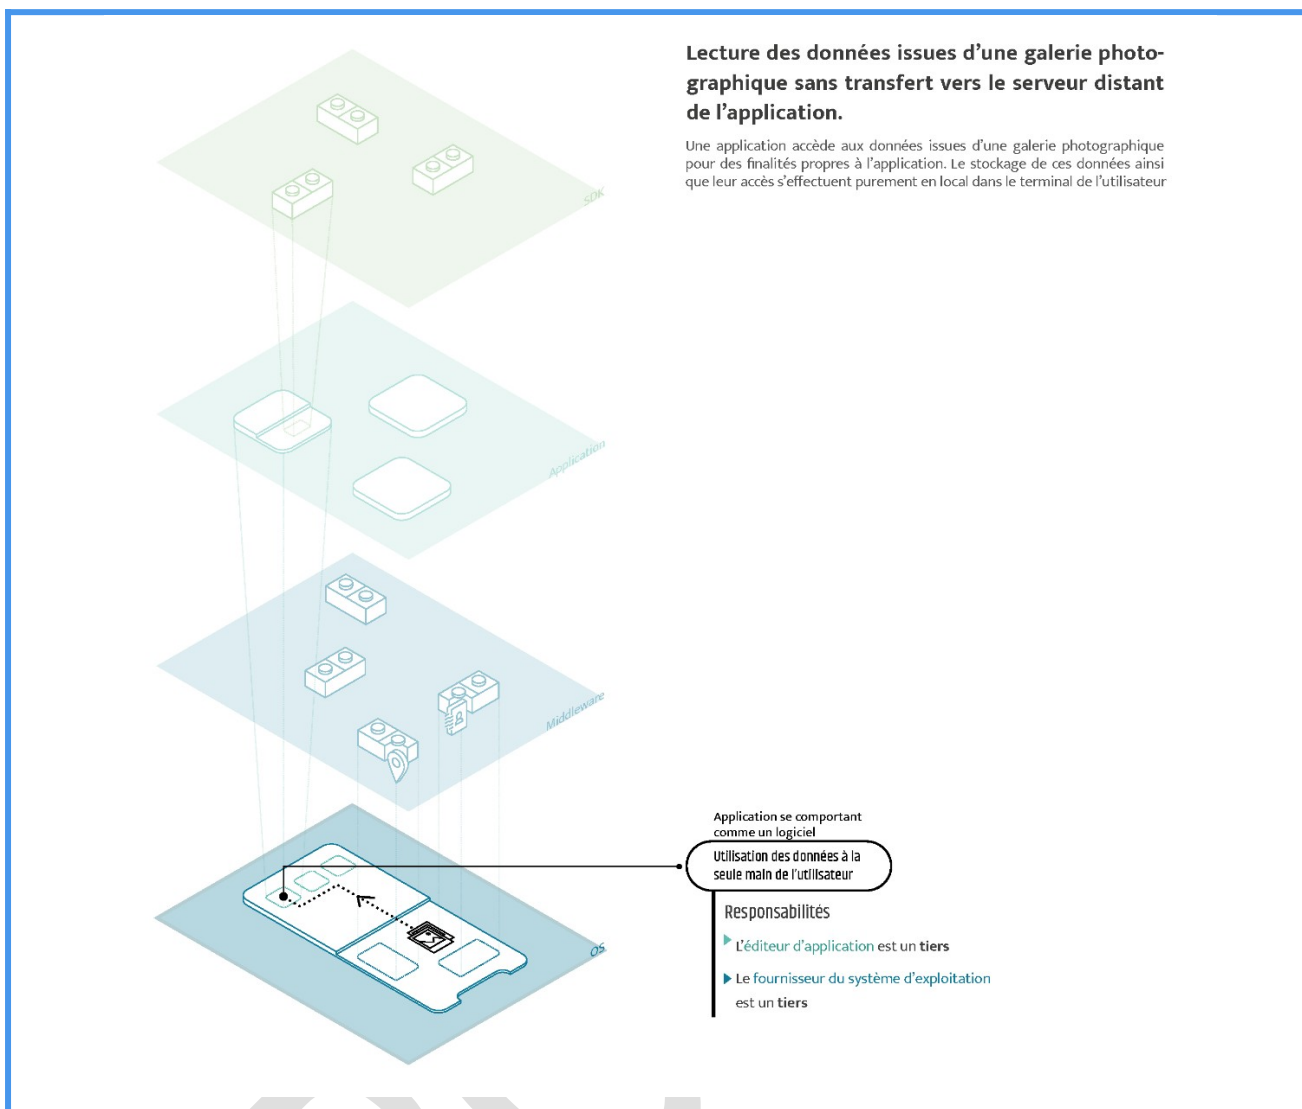 Lecture des données issues d’une galerie photo-
graphique sans transfert vers le serveur distant
de l’application.
Une application accède aux données issues d’une galerie photographique
pour des finalités propres à l’application. Le stockage de ces données ainsi
que leur accès s’effectuent purement en local dans le terminal de l’utilisateur
SDK
Application
Middleware
OS
Application se comportant
comme un logiciel
Utilisation des données à la
seule main de l’utilisateur
Responsabilités
L’éditeur d’application est un tiers
Le fournisseur du système d’exploitation
est un tiers